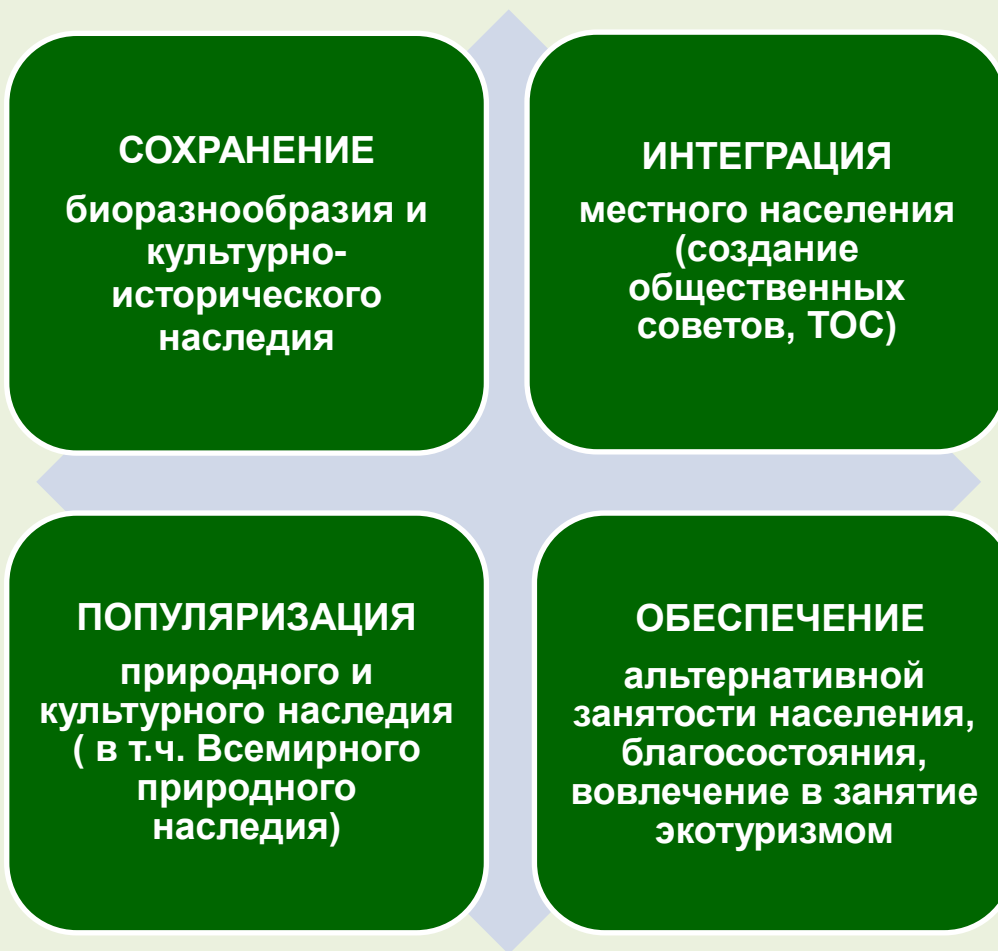 СОХРАНЕНИЕ
биоразнообразия и
культурно-
исторического
наследия
ИНТЕГРАЦИЯ
местного населения
(создание
общественных
советов, ТОС)
ПОПУЛЯРИЗАЦИЯ
природного и
культурного наследия
( в т.ч. Всемирного
природного
наследия)
ОБЕСПЕЧЕНИЕ
альтернативной
занятости населения,
благосостояния,
вовлечение в занятие
экотуризмом